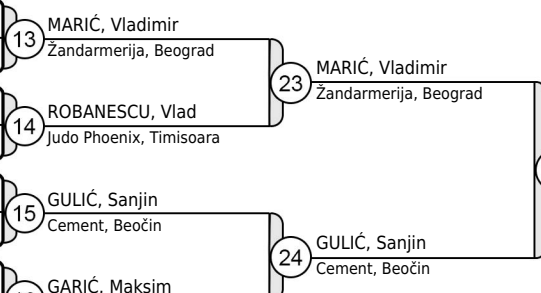 MARIĆ, Vladimir
13
Žandarmerija, Beograd
MARIĆ, Vladimir
23
Žandarmerija, Beograd
ROBANESCU, Vlad
14
Judo Phoenix, Timisoara
GULIĆ, Sanjin
15
Cement, Beočin
GULIĆ, Sanjin
24
Cement, Beočin
GARIĆ, Maksim